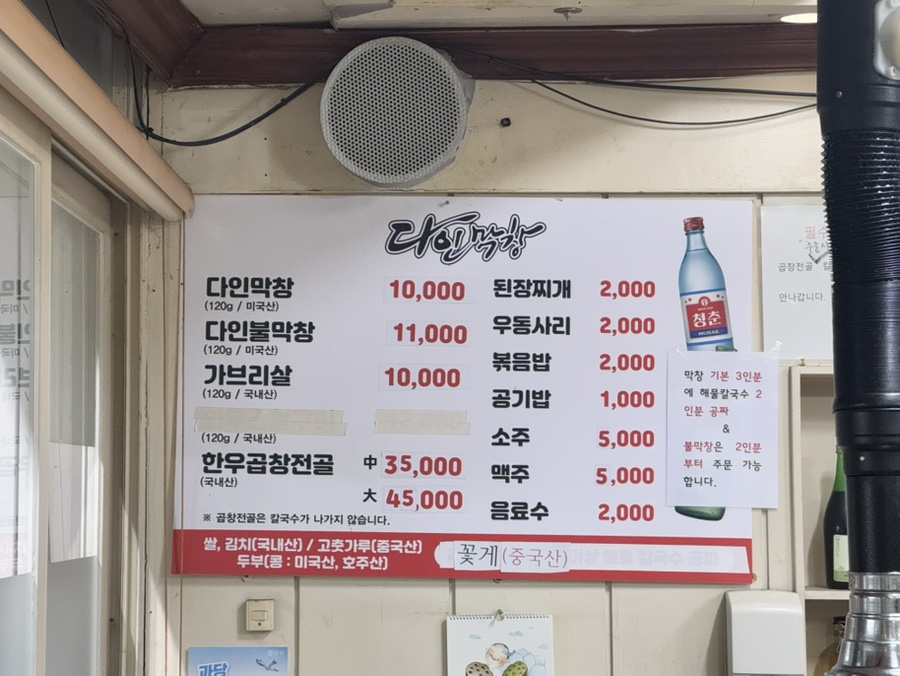 다인막창
다인막창 10,000
(120g / 미국산)
다인불막창 11,000
(120g / 미국산)
가브리살 10,000
(120g / 국내산)
(120g / 국내산)
한우곱창전골 中 35,000
(국내산)
大 45,000
※ 곱창전골은 칼국수가 나가지 않습니다.
된장찌개 2,000
우동사리 2,000
볶음밥 2,000
공기밥 1,000
소주 5,000
맥주 5,000
음료수 2,000
청춘
MUHAK
막창 기본 3인분
에 해물칼국수 2
인분 공짜
&
불막창은 2인분
부터 주문 가능
합니다.
쌀, 김치(국내산) / 고춧가루(중국산)
두부(콩 : 미국산, 호주산)
꽃게(중국산)
필수
곱창전골
안나갑니다.